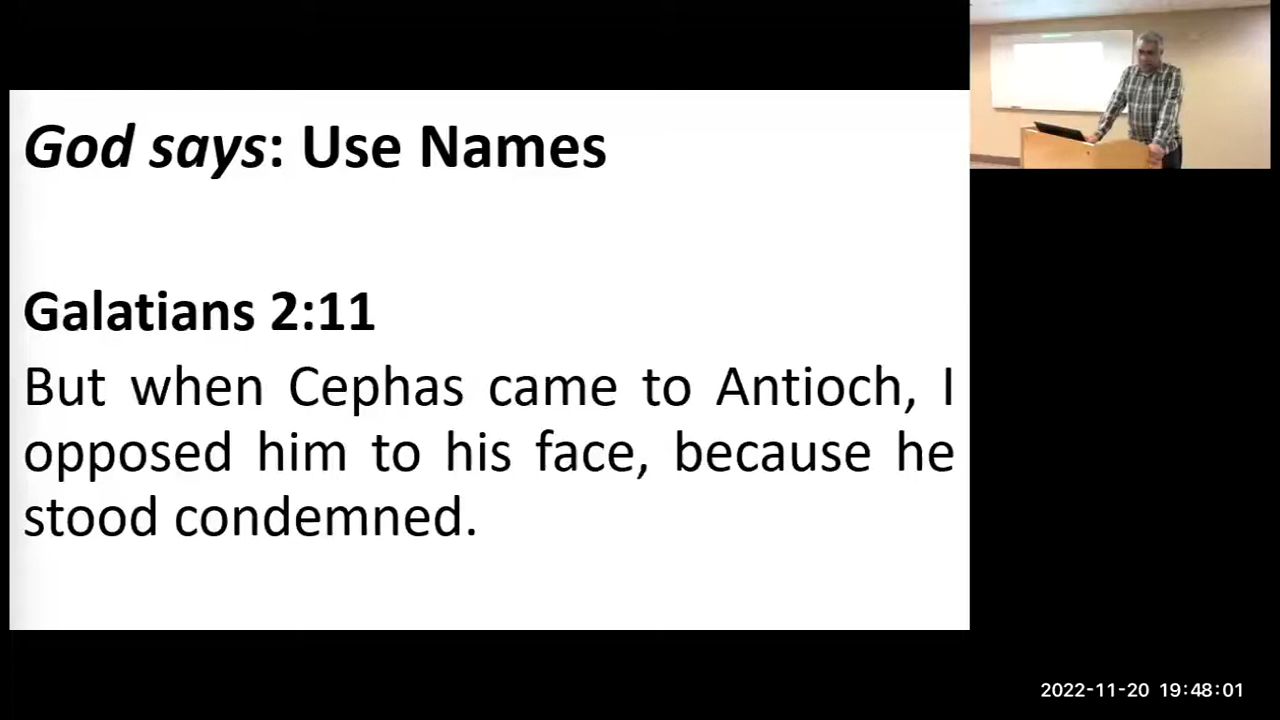 God says: Use Names
Galatians 2:11
But when Cephas came to Antioch, I
opposed him to his face, because he
stood condemned.
2022-11-20 19:48:01